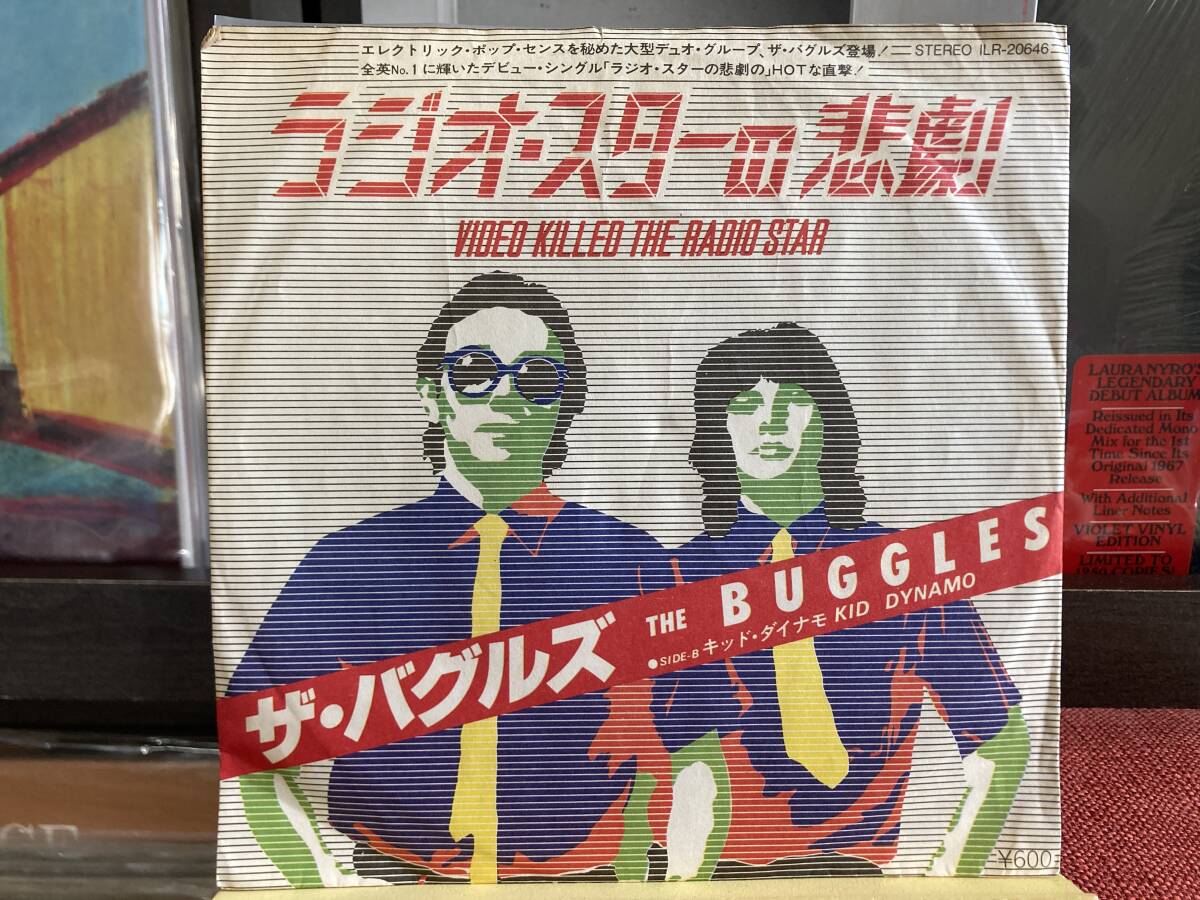 エレクトリック・ポップ・センスを秘めた大型デュオ・グループ、ザ・バグルズ登場!
STEREO ILR-20646
全英No.1に輝いたデビュー・シングル「ラジオ・スターの悲劇の」HOTな直撃!
ラジオ・スターの悲劇
VIDEO KILLED THE RADIO STAR
THE BUGGLES
●SIDE-B キッド・ダイナモ KID DYNAMO
ザ・バグルズ
¥600
LAURA NYRO'S
LEGENDARY
DEBUT ALBUM
Reissued in Its
Dedicated Mono
Mix for the 1st
Time Since Its
Original 1967
Release
With Additional
Liner Notes
VIOLET VINYL
EDITION
LIMITED TO
COPIES!